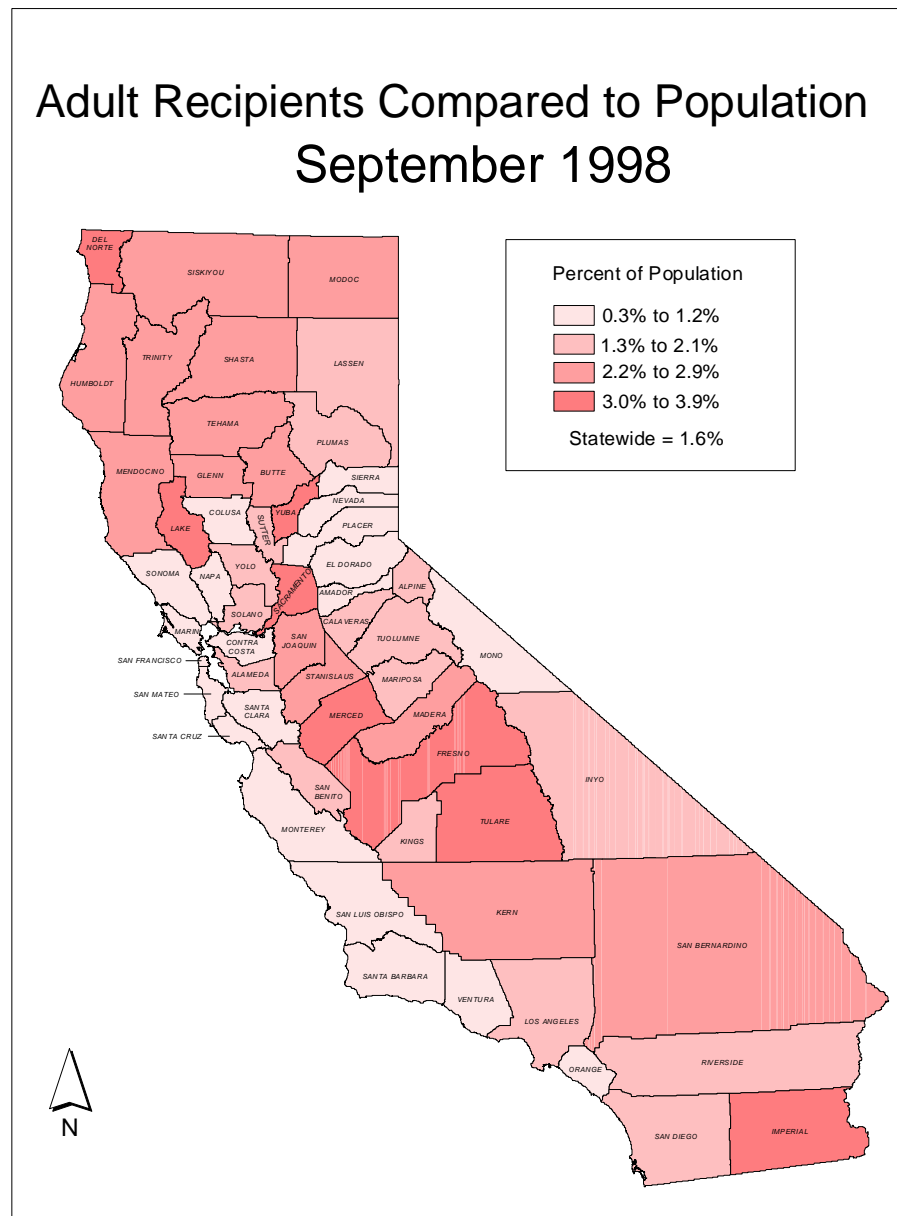 Adult Recipients Compared to Population
September 1998
Percent of Population
0.3% to 1.2%
1.3% to 2.1%
2.2% to 2.9%
3.0% to 3.9%
Statewide = 1.6%
DEL
NORTE
SISKIYOU
MODOC
HUMBOLDT
TRINITY
SHASTA
LASSEN
TEHAMA
PLUMAS
MENDOCINO
GLENN
BUTTE
SIERRA
NEVADA
LAKE
COLUSA
SUTTER
YUBA
PLACER
SONOMA
NAPA
YOLO
SACRAMENTO
EL DORADO
AMADOR
ALPINE
SOLANO
CALAVERAS
MARIN
CONTRA
COSTA
SAN
JOAQUIN
TUOLUMNE
MONO
SAN FRANCISCO
ALAMEDA
STANISLAUS
MARIPOSA
SAN MATEO
SANTA
CLARA
MERCED
MADERA
SANTA CRUZ
FRESNO
SAN
BENITO
INYO
MONTEREY
KINGS
TULARE
SAN LUIS OBISPO
KERN
SAN BERNARDINO
SANTA BARBARA
VENTURA
LOS ANGELES
ORANGE
RIVERSIDE
SAN DIEGO
IMPERIAL
N